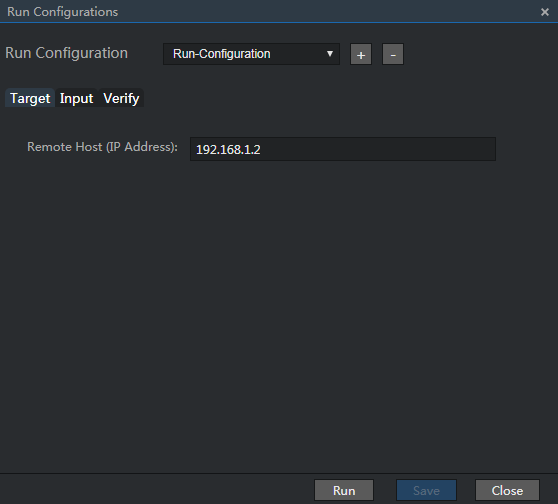 Run Configurations ×
Run Configuration Run-Configuration ▼ + -
Target Input Verify
Remote Host (IP Address): 192.168.1.2
Run Save Close